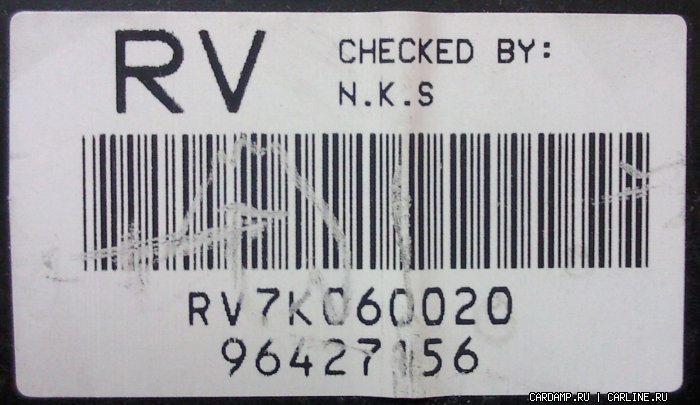 RV
CHECKED BY:
N.K.S
RV7K060020
96427156
CARDAMP.RU | CARLINE.RU